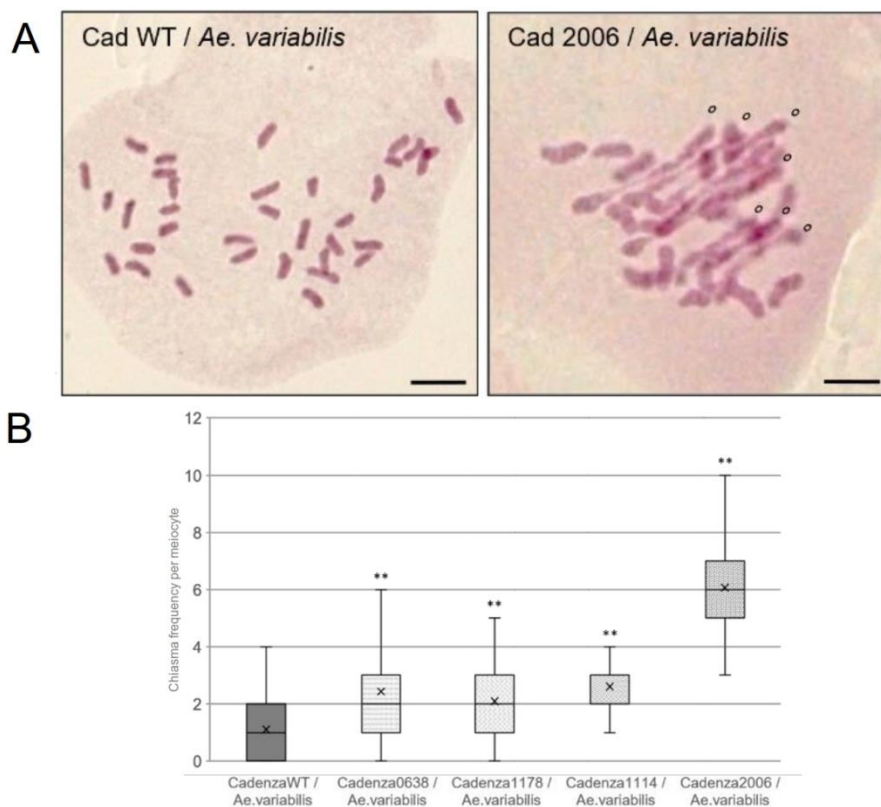 A
Cad WT / Ae. variabilis
Cad 2006 / Ae. variabilis
B
12
10
8
6
4
2
0
Chiasma frequency per meiocyte
**
**
**
**
CadenzaWT /
Ae.variabilis
Cadenza0638 /
Ae.variabilis
Cadenza1178 /
Ae.variabilis
Cadenza1114 /
Ae.variabilis
Cadenza2006 /
Ae.variabilis